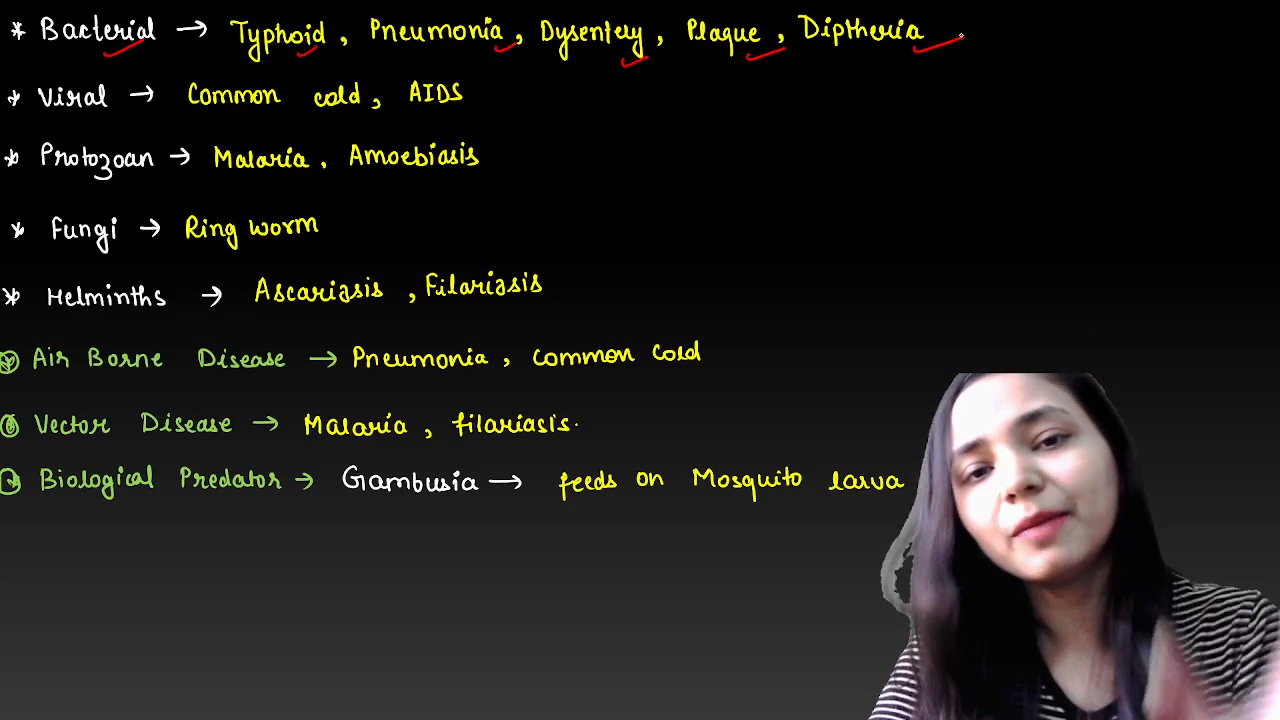 * Bacterial → Typhoid, Pneumonia, Dysentery, Plaque, Diptheria
* Viral → Common cold, AIDS
* Protozoan → Malaria, Amoebiasis
* Fungi → Ring worm
* Helminths → Ascariasis, Filariasis
Air Borne Disease → Pneumonia, common cold
Vector Disease → Malaria, filariasis.
Biological Predator → Gambusia → feeds on Mosquito larva